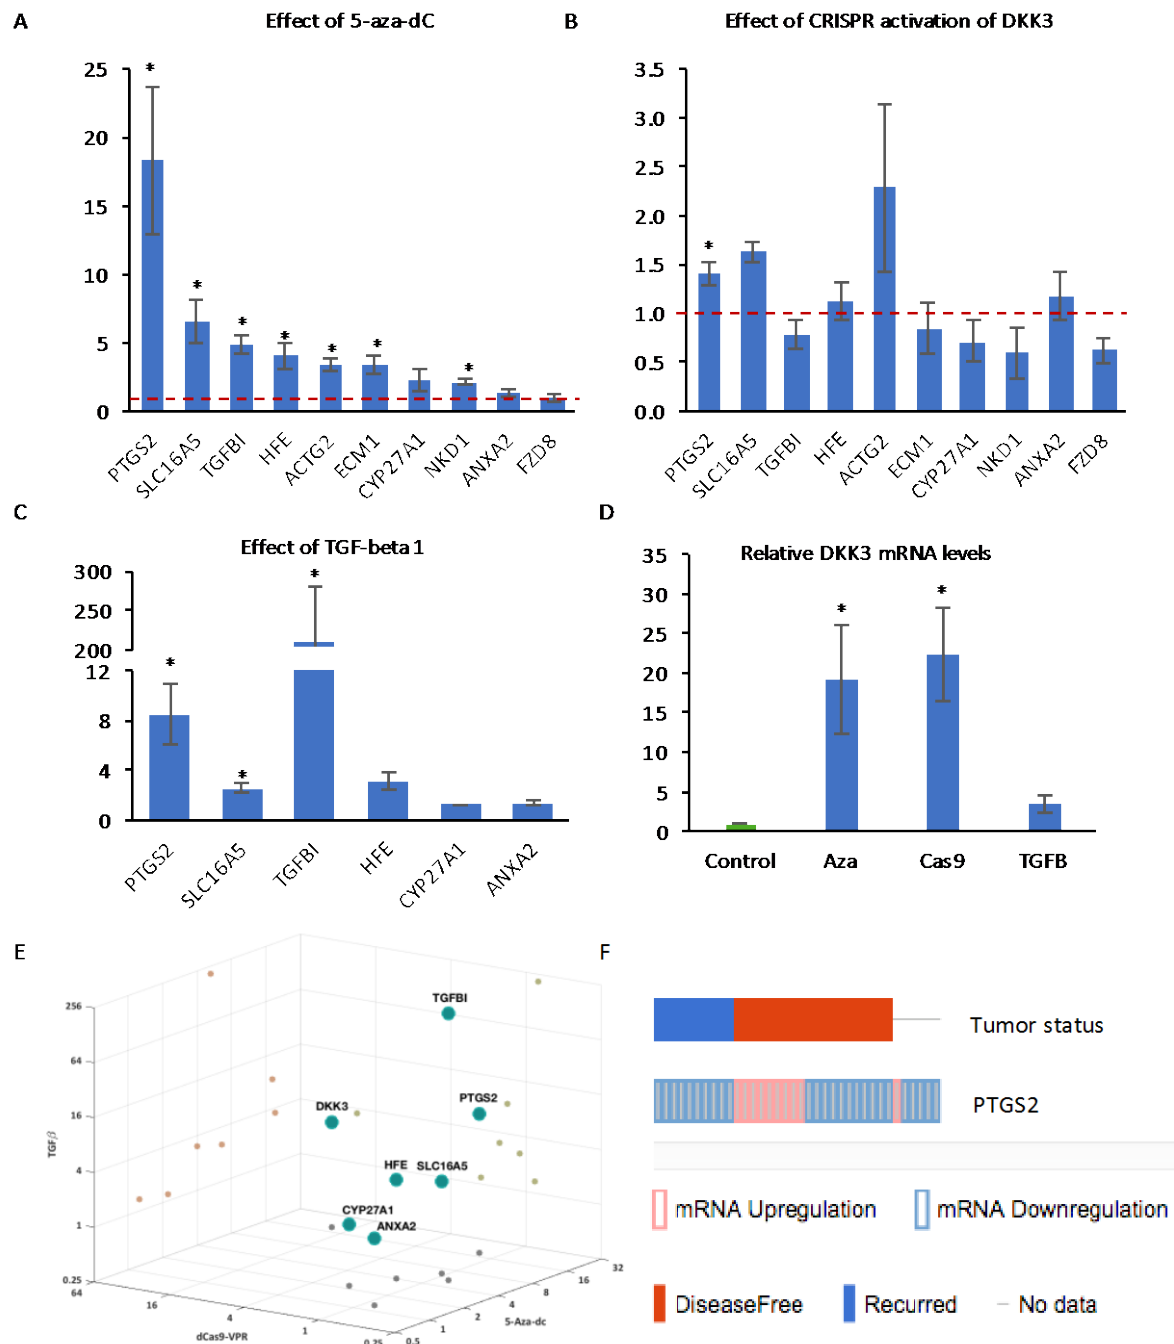 A
Effect of 5-aza-dC
25
20
15
10
5
0
*
*
*
*
*
*
*
PTGS2
SLC16A5
TGFBI
HFE
ACTG2
ECM1
CYP27A1
NKD1
ANXA2
FZD8
B
Effect of CRISPR activation of DKK3
3.5
3.0
2.5
2.0
1.5
1.0
0.5
0.0
*
PTGS2
SLC16A5
TGFBI
HFE
ACTG2
ECM1
CYP27A1
NKD1
ANXA2
FZD8
C
Effect of TGF-beta 1
300
250
200
12
8
4
0
*
*
*
PTGS2
SLC16A5
TGFBI
HFE
CYP27A1
ANXA2
D
Relative DKK3 mRNA levels
35
30
25
20
15
10
5
0
*
*
Control
Aza
Cas9
TGFB
E
TGFβ
256
64
16
4
1
0.25
64
16
4
1
0.25
dCas9-VPR
0.5
1
2
4
8
16
32
5-Aza-dc
TGFBI
PTGS2
DKK3
HFE
SLC16A5
CYP27A1
ANXA2
F
Tumor status
PTGS2
mRNA Upregulation
mRNA Downregulation
DiseaseFree
Recurred
No data